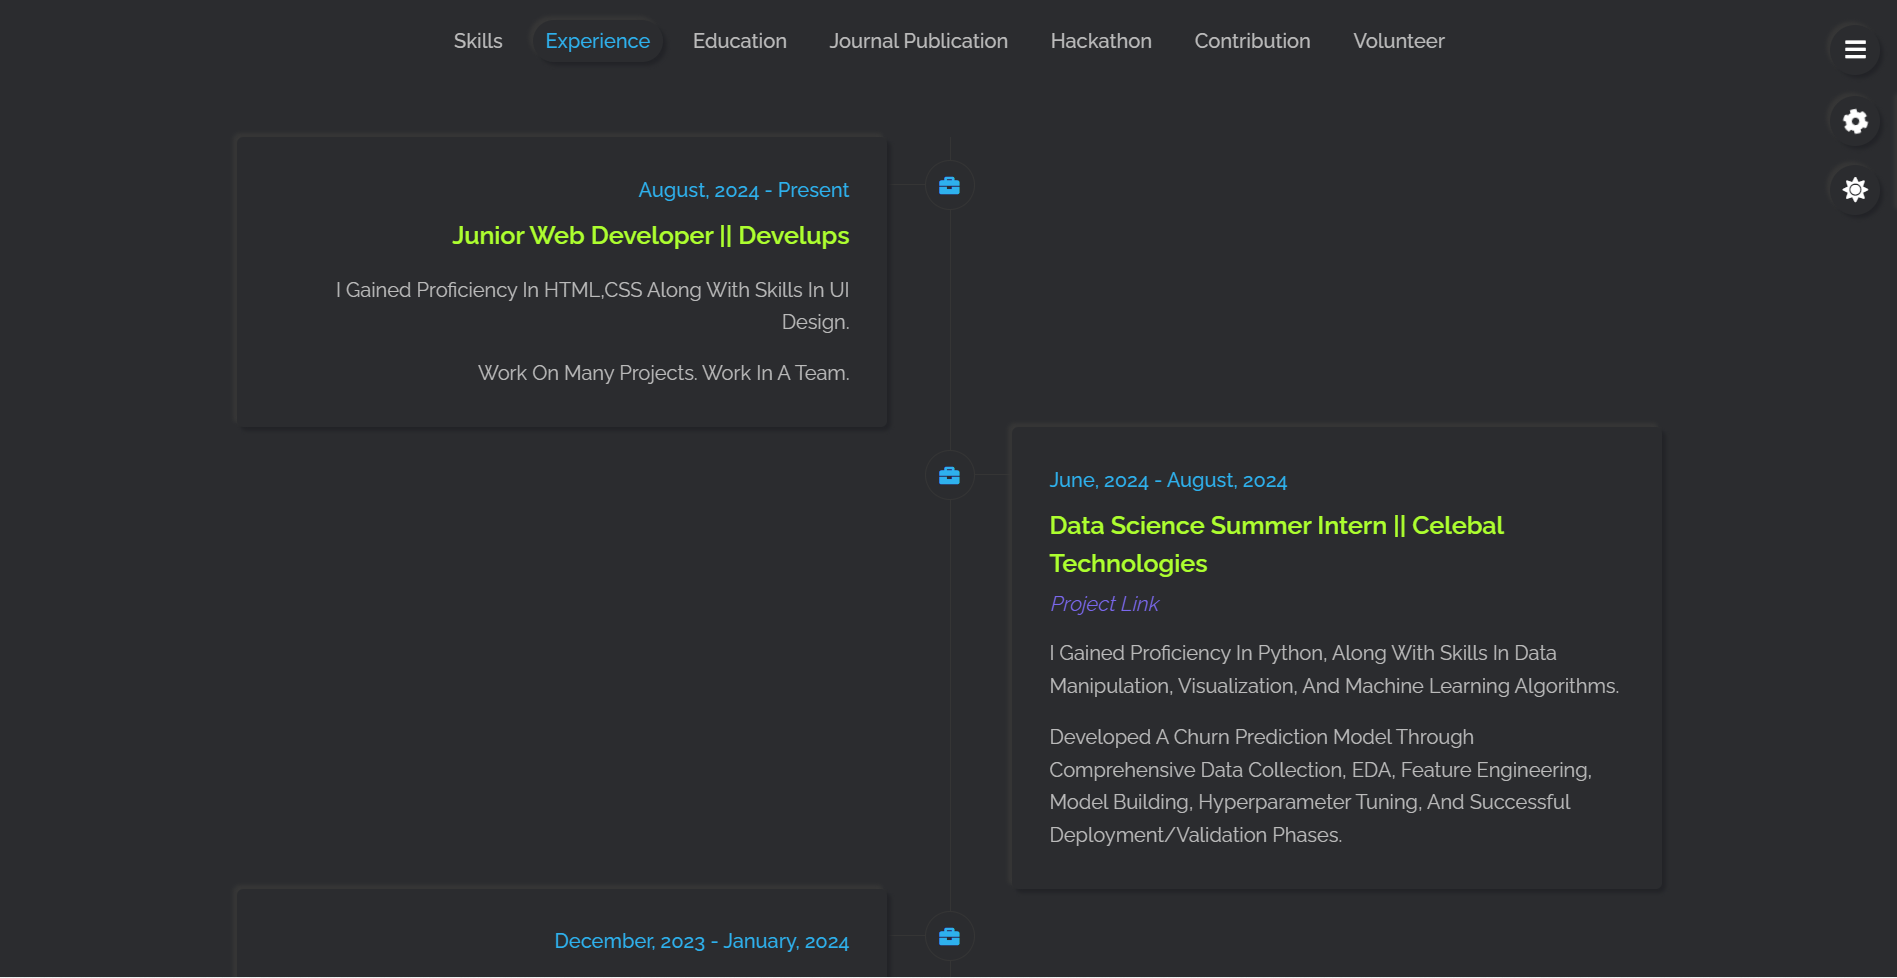 Skills Experience Education Journal Publication Hackathon Contribution Volunteer
August, 2024 - Present
Junior Web Developer || Develups
I Gained Proficiency In HTML,CSS Along With Skills In UI
Design.
Work On Many Projects. Work In A Team.
June, 2024 - August, 2024
Data Science Summer Intern || Celebal
Technologies
Project Link
I Gained Proficiency In Python, Along With Skills In Data
Manipulation, Visualization, And Machine Learning Algorithms.
Developed A Churn Prediction Model Through
Comprehensive Data Collection, EDA, Feature Engineering,
Model Building, Hyperparameter Tuning, And Successful
Deployment/Validation Phases.
December, 2023 - January, 2024